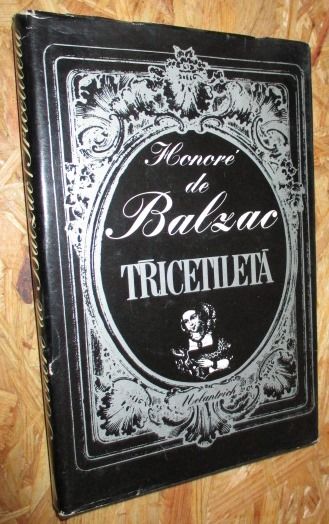 Honoré
de
Balzac
TŘICETILETÁ
Melantrich